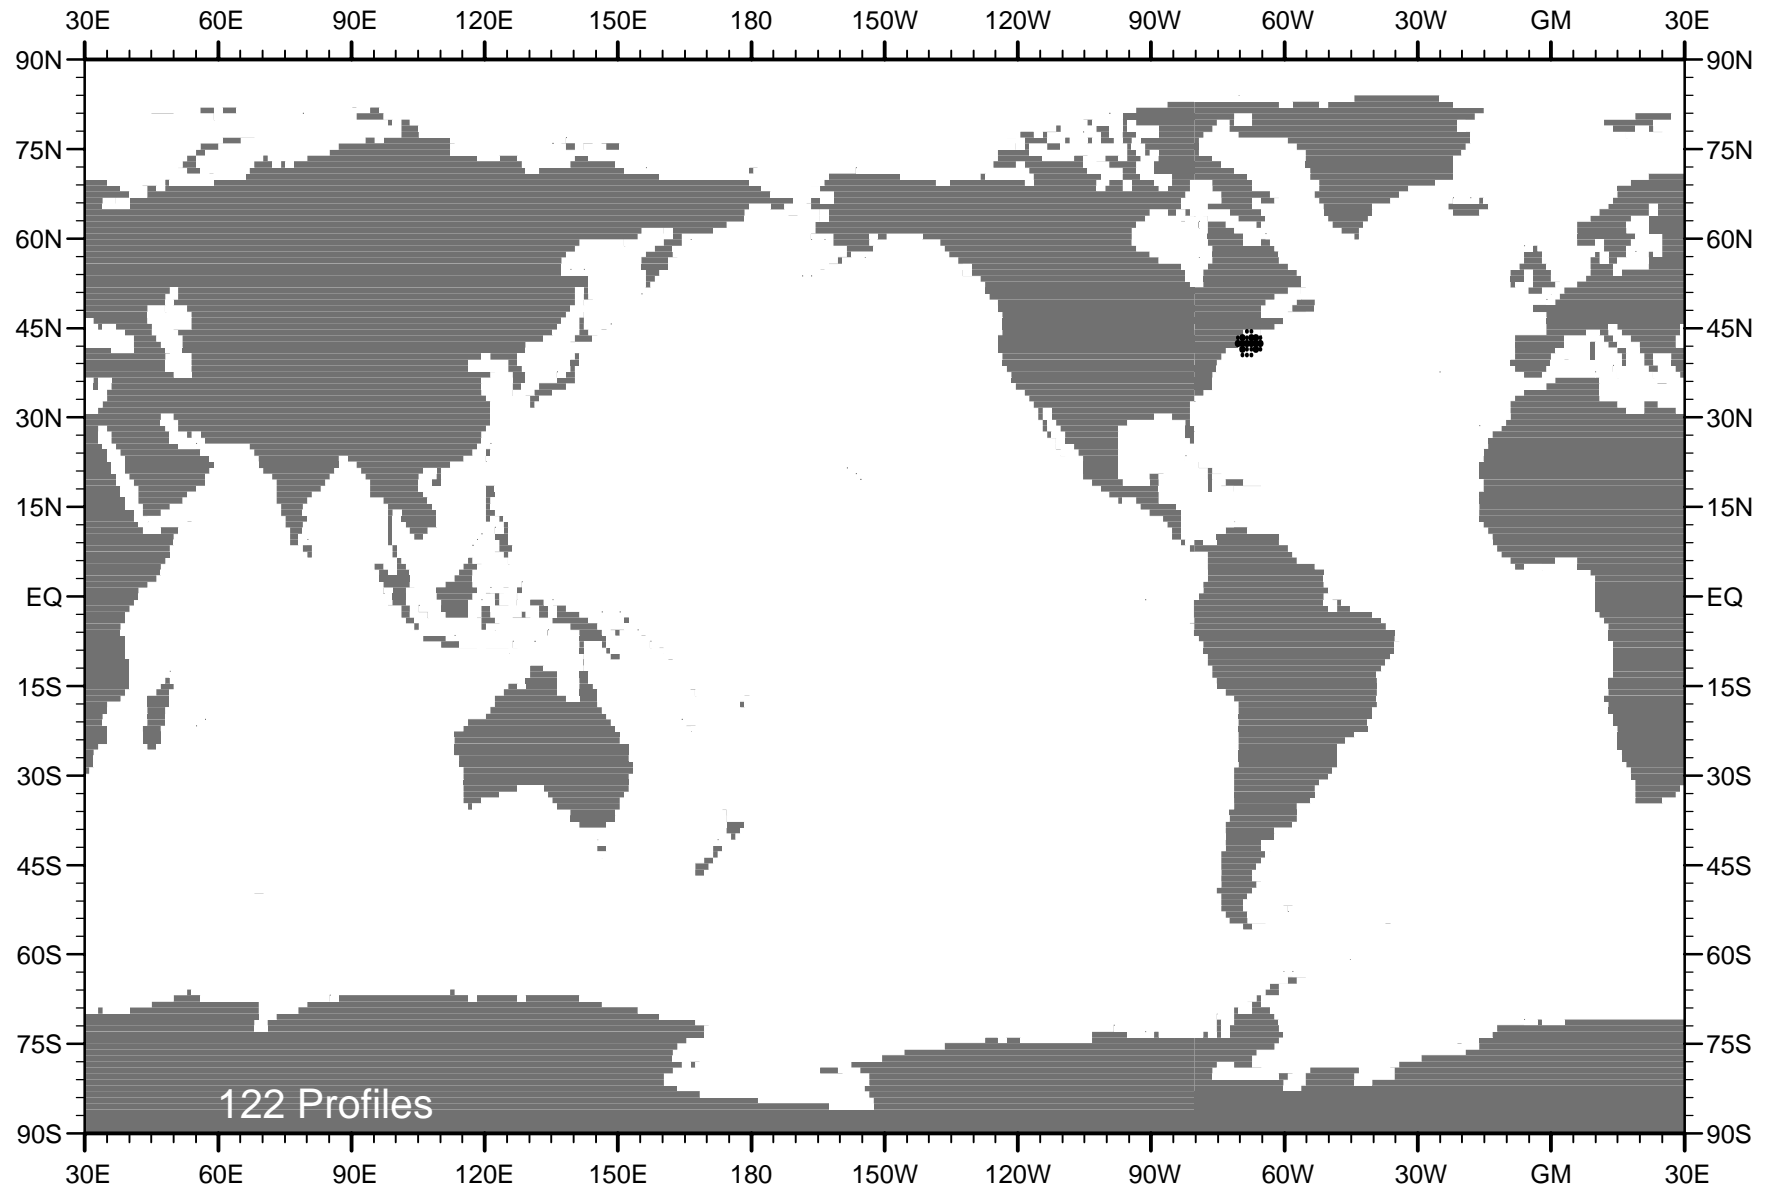 30E 60E 90E 120E 150E 180 150W 120W 90W 60W 30W GM 30E
90N 90N
75N 75N
60N 60N
45N 45N
30N 30N
15N 15N
EQ EQ
15S 15S
30S 30S
45S 45S
60S 60S
75S 75S
122 Profiles
90S 90S
30E 60E 90E 120E 150E 180 150W 120W 90W 60W 30W GM 30E